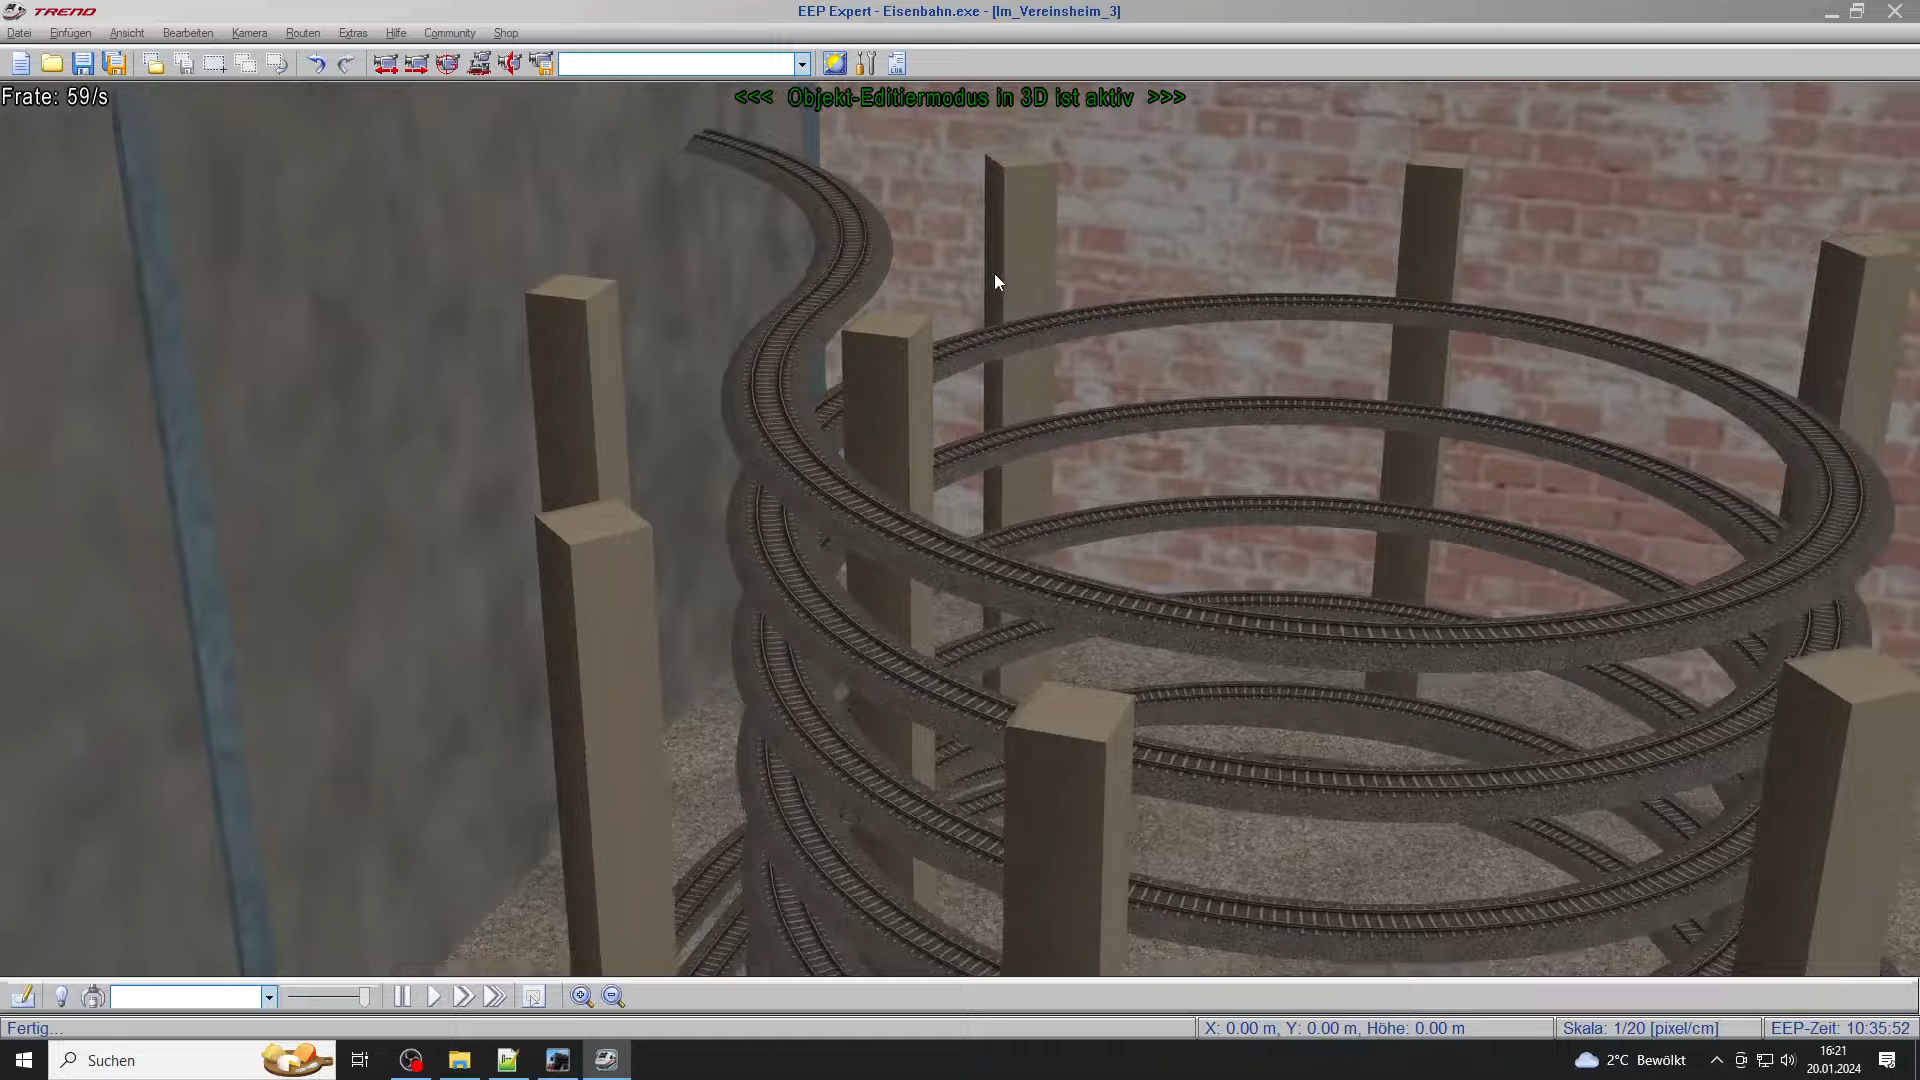 TREND
EEP Expert - Eisenbahn.exe - [Im_Vereinsheim_3]
Datei Einfügen Ansicht Bearbeiten Kamera Routen Extras Hilfe Community Shop
Frate: 59/s
<<< Objekt-Editiermodus in 3D ist aktiv >>>
Fertig...
X: 0.00 m, Y: 0.00 m, Höhe: 0.00 m
Skala: 1/20 [pixel/cm]
EEP-Zeit: 10:35:52
Suchen
2°C Bewölkt
16:21
20.01.2024